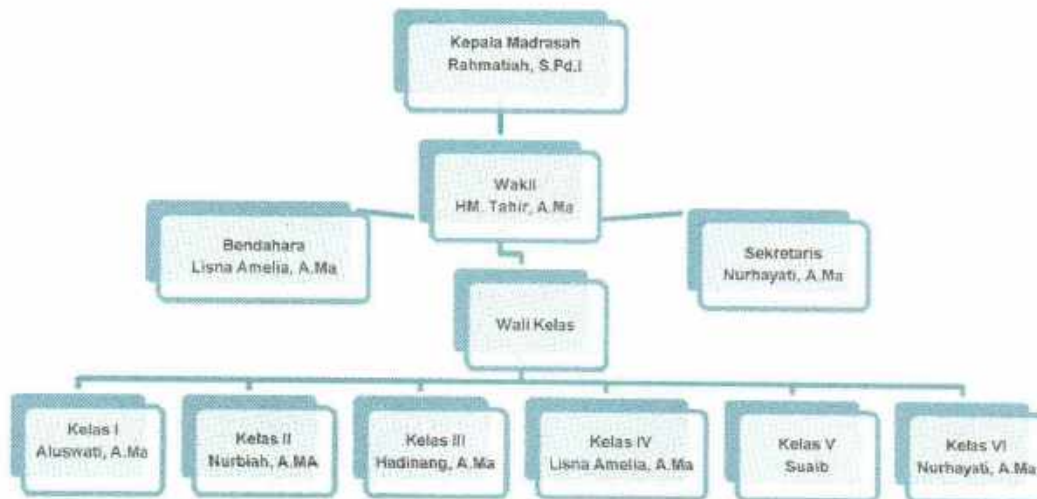 Kepala Madrasah
Rahmatiah, S.Pd.I
Wakil
HM. Tahir, A.Ma
Bendahara
Lisna Amelia, A.Ma
Sekretaris
Nurhayati, A.Ma
Wali Kelas
Kelas I
Aluswati, A.Ma
Kelas II
Nurbiah, A.MA
Kelas III
Hadinang, A.Ma
Kelas IV
Lisna Amelia, A.Ma
Kelas V
Suaib
Kelas VI
Nurhayati, A.Ma